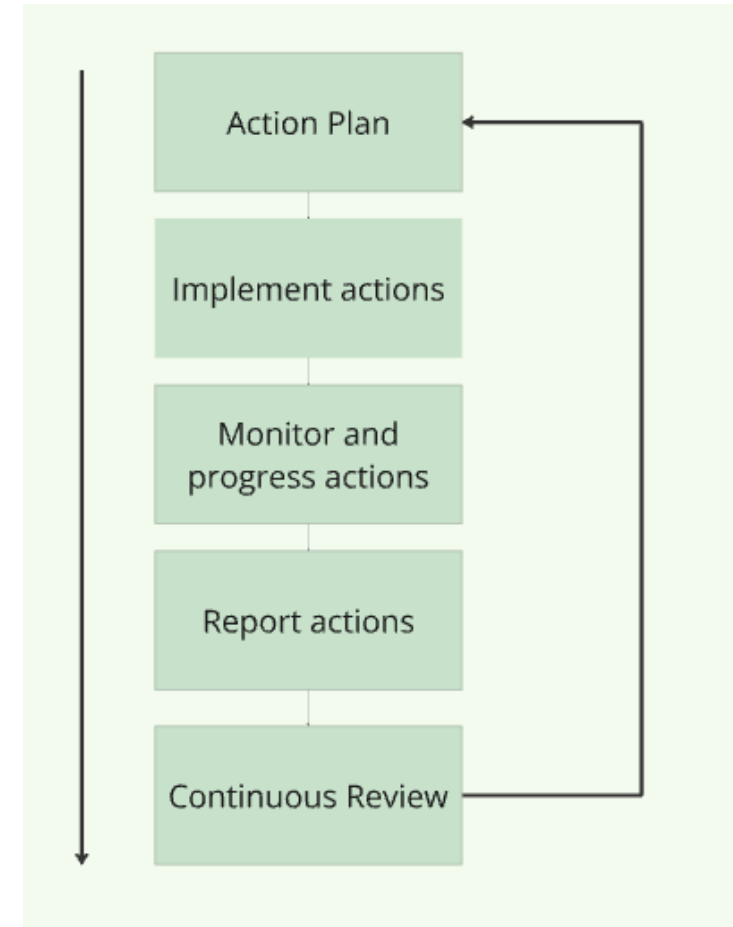 Action Plan
Implement actions
Monitor and
progress actions
Report actions
Continuous Review